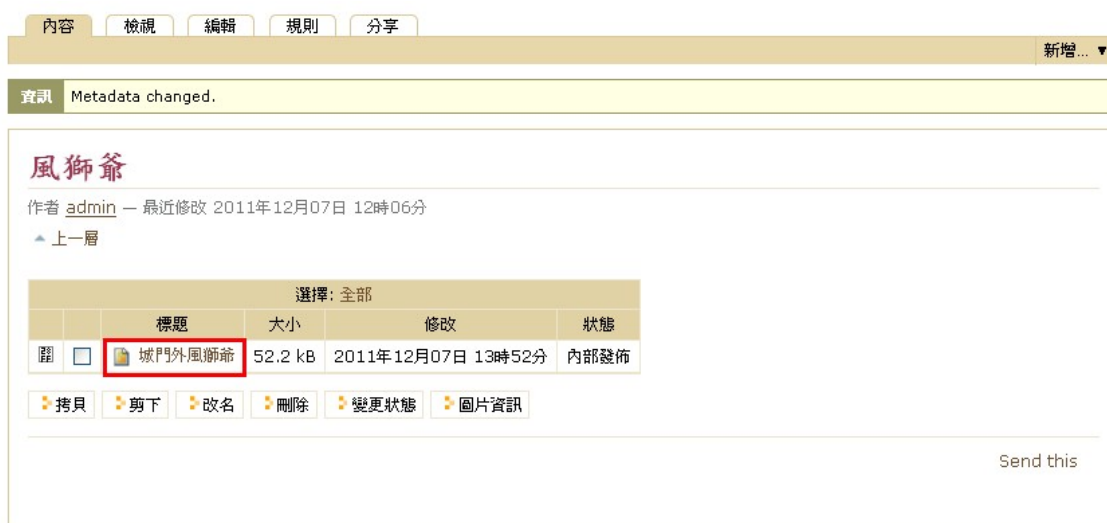 內容 檢視 編輯 規則 分享
新增... ▼
資訊 Metadata changed.
風獅爺
作者 admin — 最近修改 2011年12月07日 12時06分
上一層
選擇: 全部
標題 大小 修改 狀態
城門外風獅爺 52.2 kB 2011年12月07日 13時52分 內部發佈
拷貝 剪下 改名 刪除 變更狀態 圖片資訊
Send this